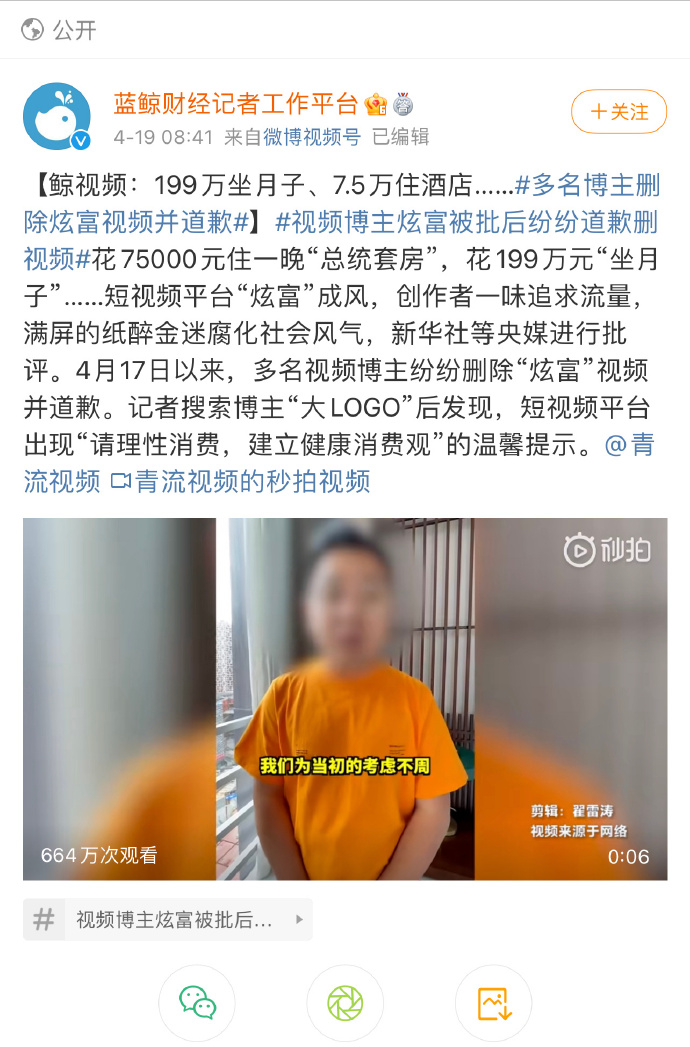 公开
蓝鲸财经记者工作平台
+关注
4-19 08:41 来自微博视频号 已编辑
【鲸视频：199万坐月子、7.5万住酒店……#多名博主删
除炫富视频并道歉#】#视频博主炫富被批后纷纷道歉删
视频#花75000元住一晚“总统套房”，花199万元“坐月
子”……短视频平台“炫富”成风，创作者一味追求流量，
满屏的纸醉金迷腐化社会风气，新华社等央媒进行批
评。4月17日以来，多名视频博主纷纷删除“炫富”视频
并道歉。记者搜索博主“大LOGO”后发现，短视频平台
出现“请理性消费，建立健康消费观”的温馨提示。@青
流视频 青流视频的秒拍视频
秒拍
我们为当初的考虑不周
剪辑：翟雷涛
视频来源于网络
664万次观看
0:06
# 视频博主炫富被批后...